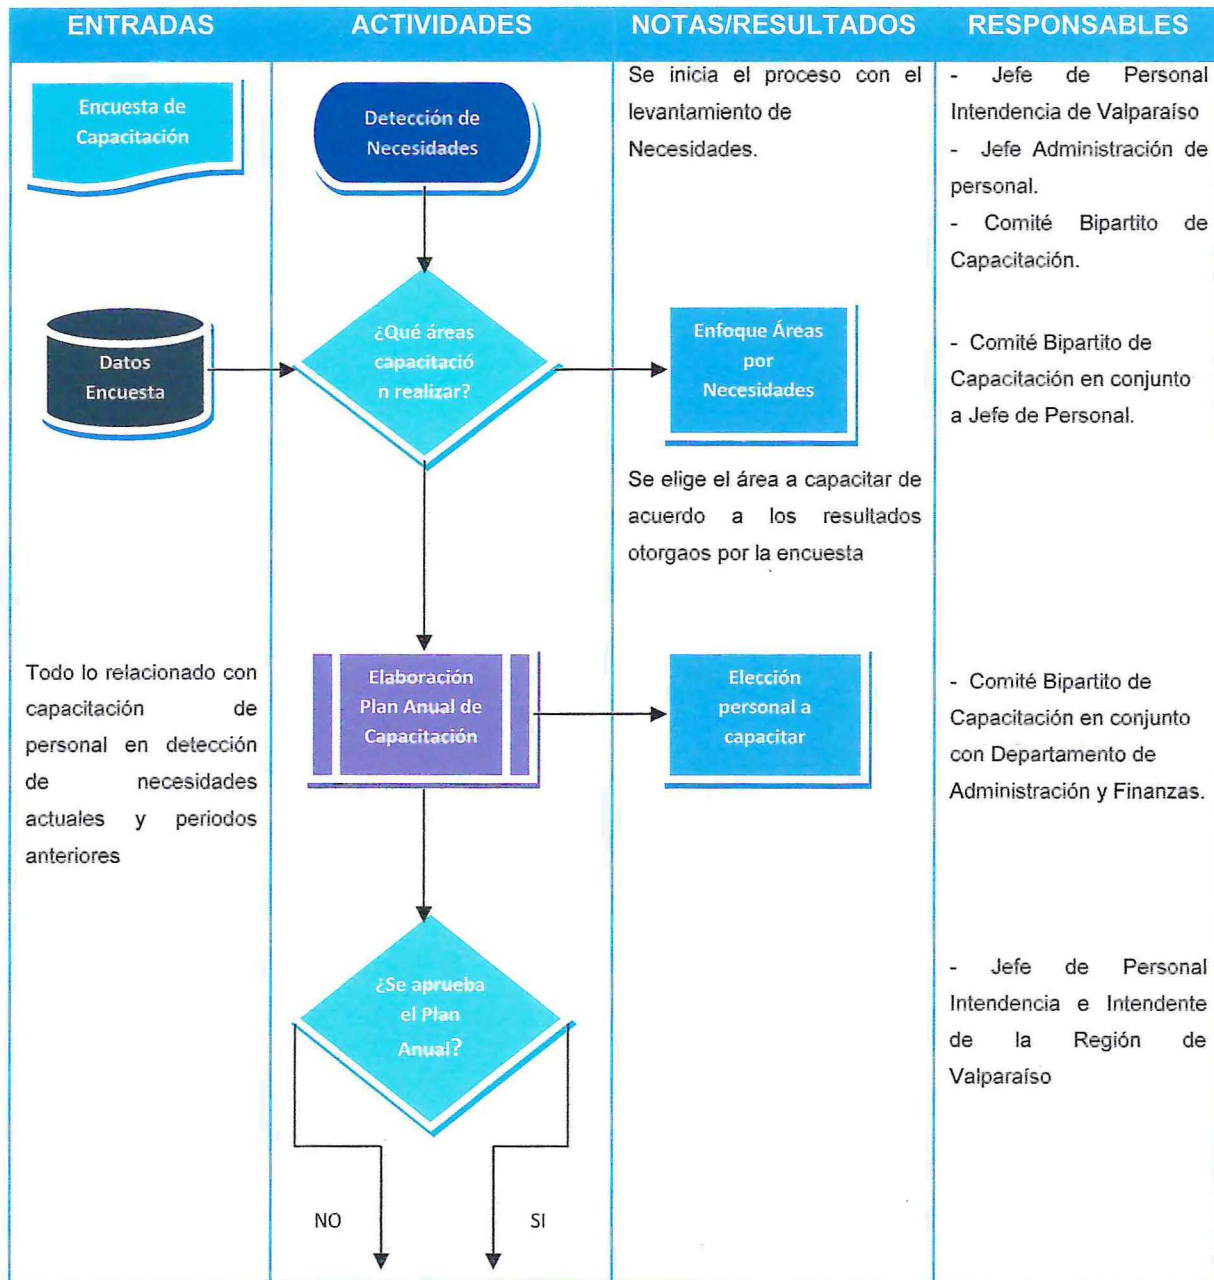 ENTRADAS
ACTIVIDADES
NOTAS/RESULTADOS
RESPONSABLES
Encuesta de
Capacitación
Detección de
Necesidades
Se inicia el proceso con el
levantamiento de
Necesidades.
- Jefe de Personal
Intendencia de Valparaíso
- Jefe Administración de
personal.
- Comité Bipartito de
Capacitación.
Datos
Encuesta
¿Qué áreas
capacitació
n realizar?
Enfoque Áreas
por
Necesidades
- Comité Bipartito de
Capacitación en conjunto
a Jefe de Personal.
Se elige el área a capacitar de
acuerdo a los resultados
otorgaos por la encuesta
Todo lo relacionado con
capacitación de
personal en detección
de necesidades
actuales y periodos
anteriores
Elaboración
Plan Anual de
Capacitación
Elección
personal a
capacitar
- Comité Bipartito de
Capacitación en conjunto
con Departamento de
Administración y Finanzas.
¿Se aprueba
el Plan
Anual?
- Jefe de Personal
Intendencia e Intendente
de la Región de
Valparaíso
NO
SI